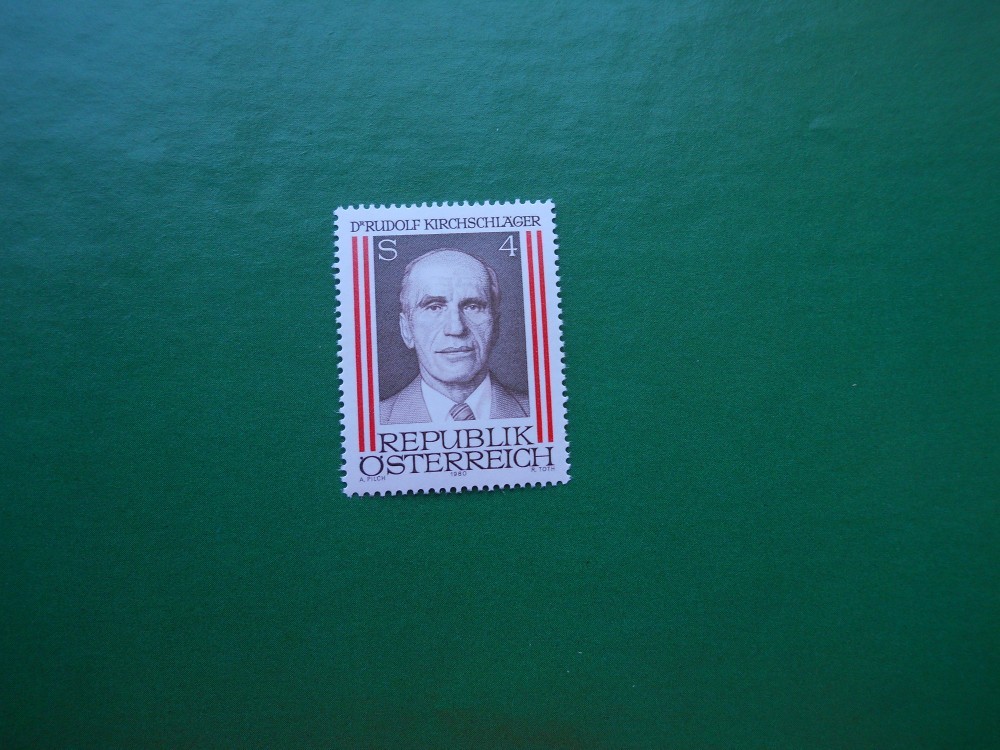 DR RUDOLF KIRCHSCHLÄGER
S 4
REPUBLIK
ÖSTERREICH
A. PILCH 1980 R. TOTH